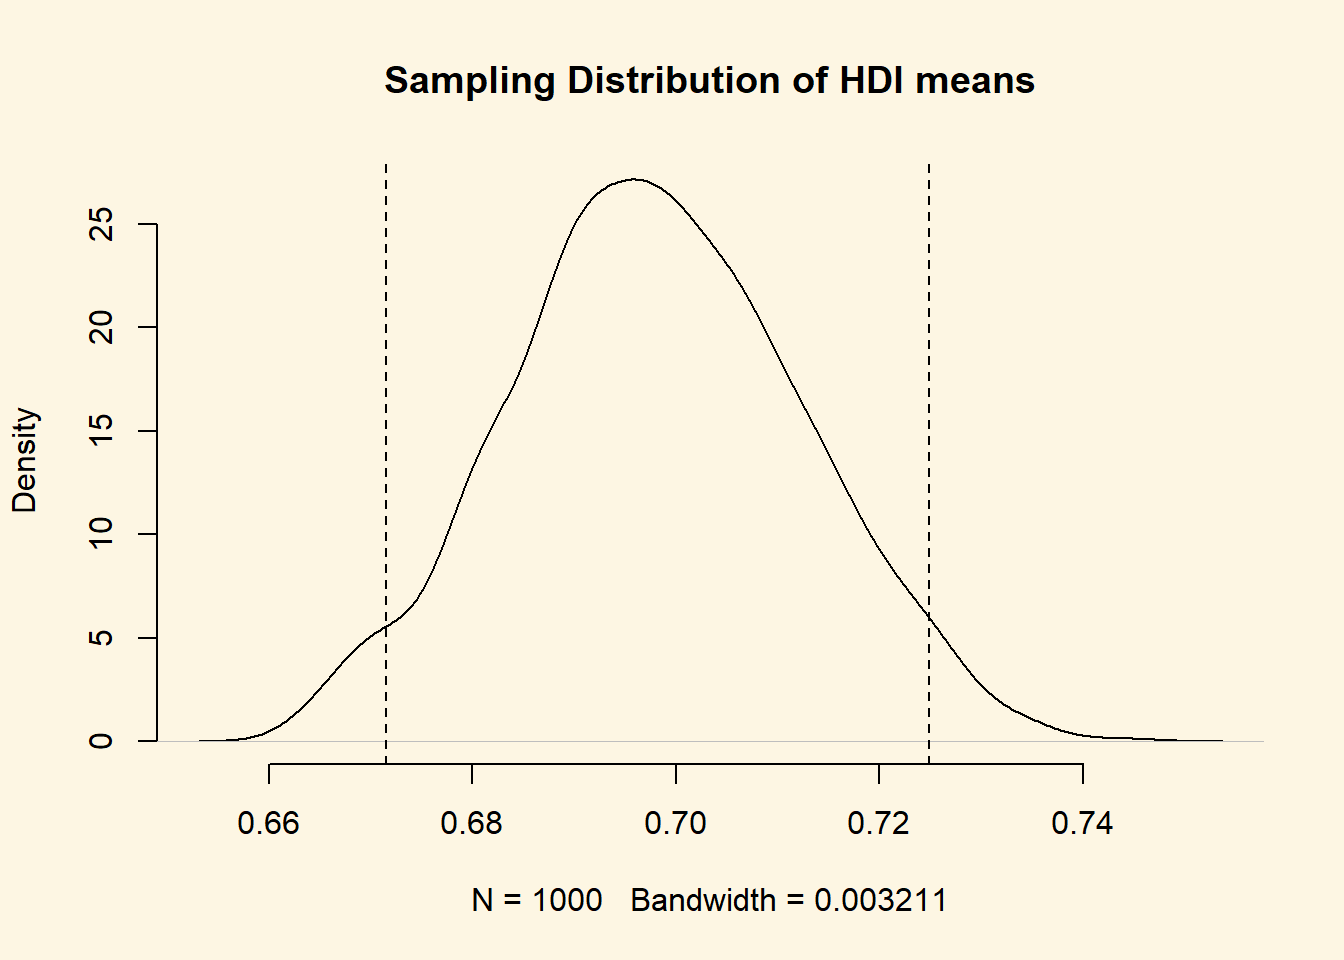 Sampling Distribution of HDI means
Density
25
20
15
10
5
0
0.66 0.68 0.70 0.72 0.74
N = 1000 Bandwidth = 0.003211